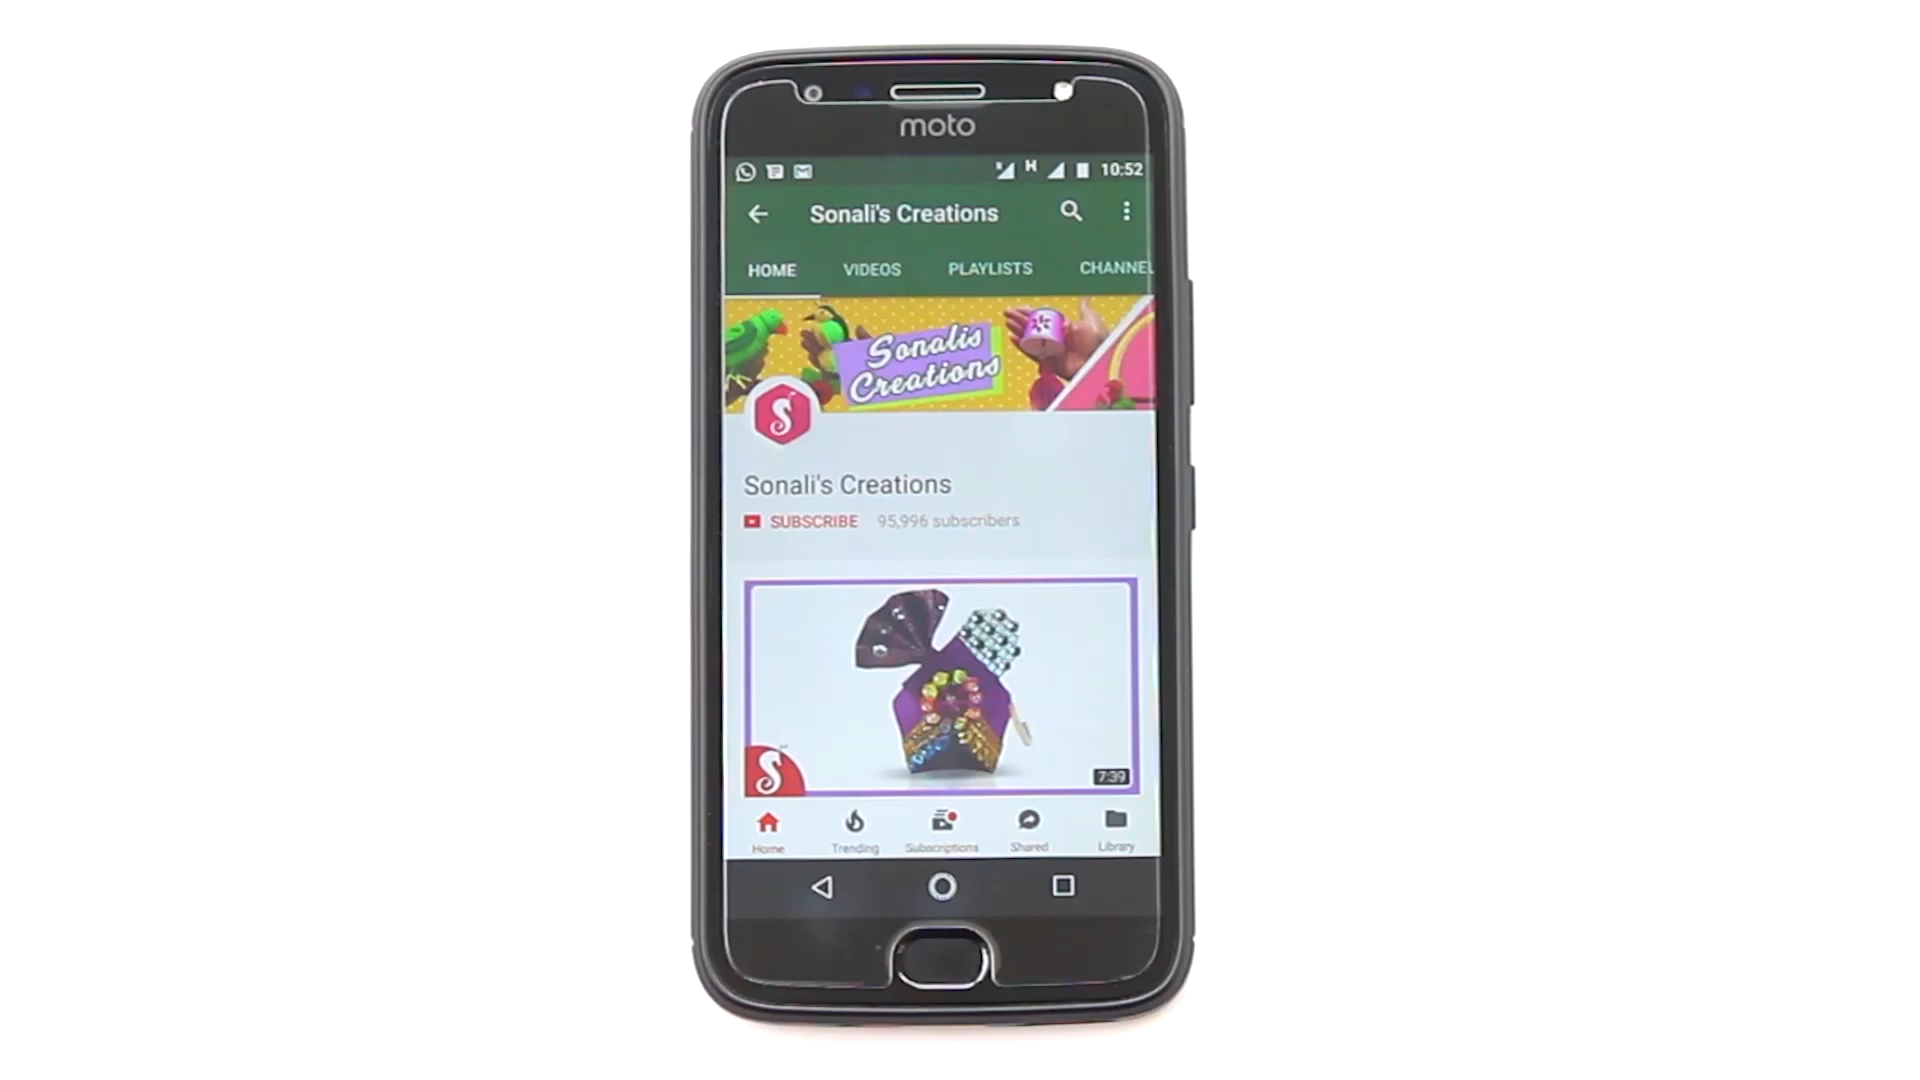 moto
H 10:52
Sonali's Creations
HOME VIDEOS PLAYLISTS CHANNEL
Sonalis
Creations
S
Sonali's Creations
SUBSCRIBE 95,996 subscribers
7:39
Home Trending Subscriptions Shared Library